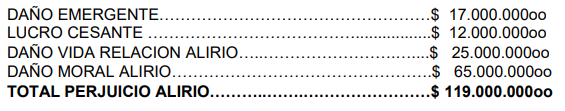 DAÑO EMERGENTE…………………………………………$ 17.000.000oo
LUCRO CESANTE ………………………………..................$ 12.000.000oo
DAÑO VIDA RELACION ALIRIO…...……………………......$ 25.000.000oo
DAÑO MORAL ALIRIO………………………………………$ 65.000.000oo
TOTAL PERJUICIO ALIRIO………..…….…………………$ 119.000.000oo